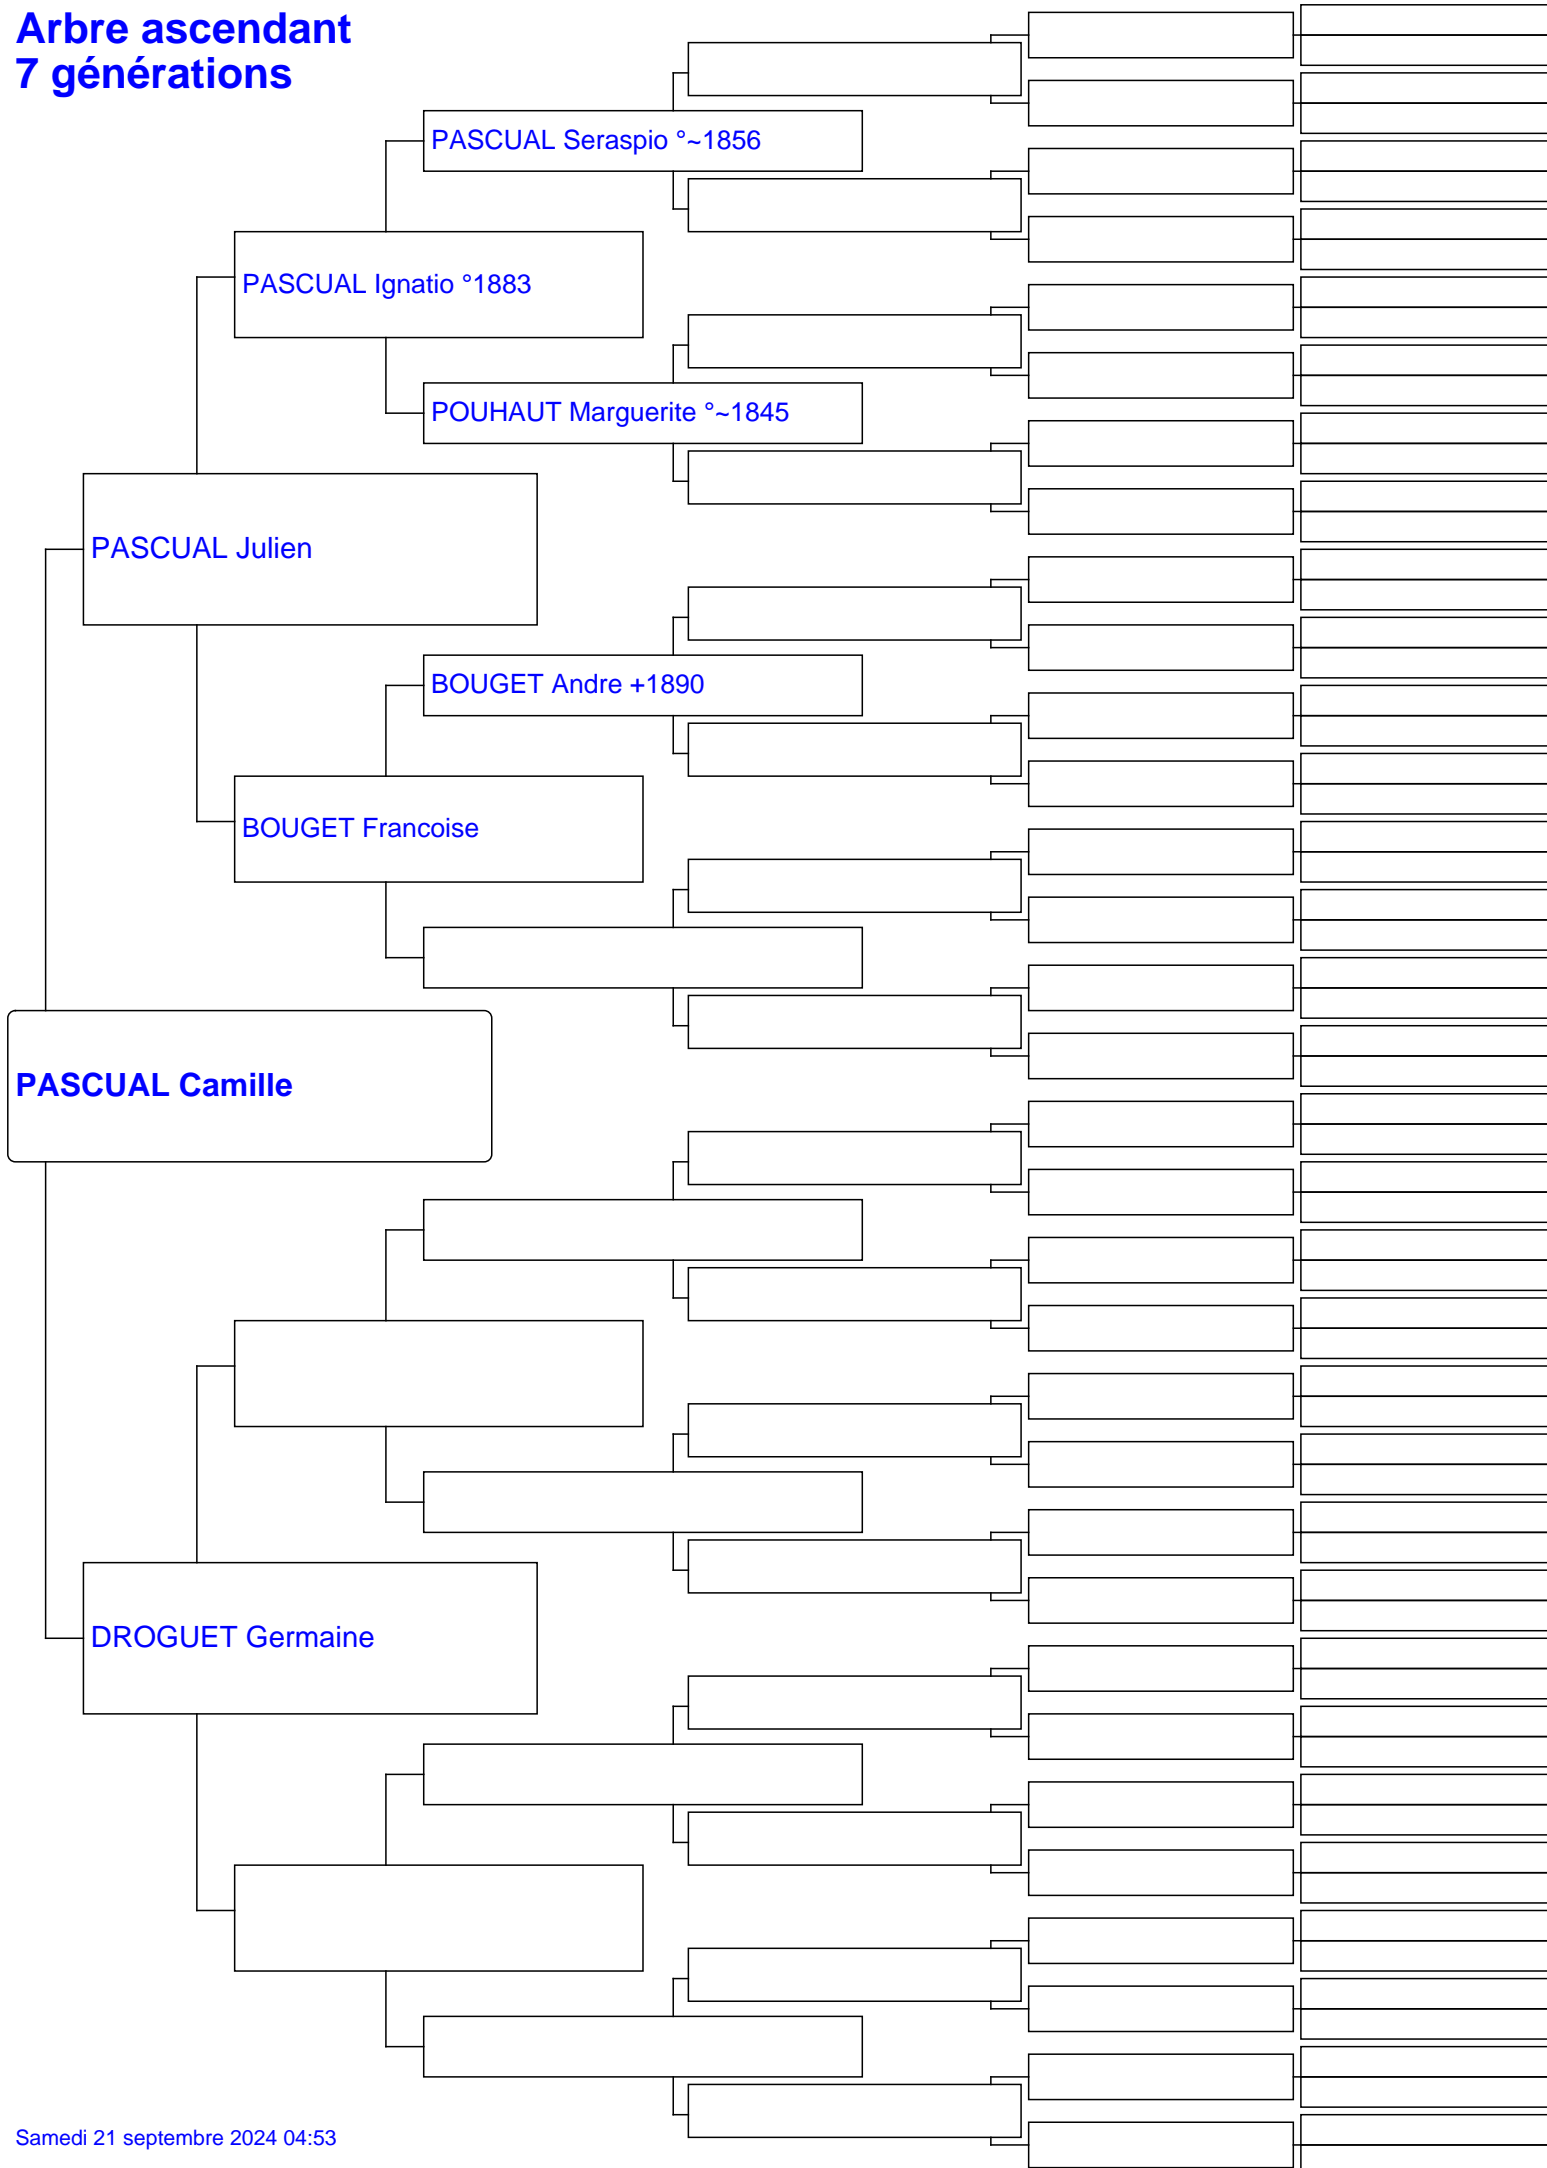 Arbre ascendant
7 générations
PASCUAL Seraspio °~1856
PASCUAL Ignatio °1883
POUHAUT Marguerite °~1845
PASCUAL Julien
BOUGET Andre +1890
BOUGET Francoise
PASCUAL Camille
DROGUET Germaine
Samedi 21 septembre 2024 04:53